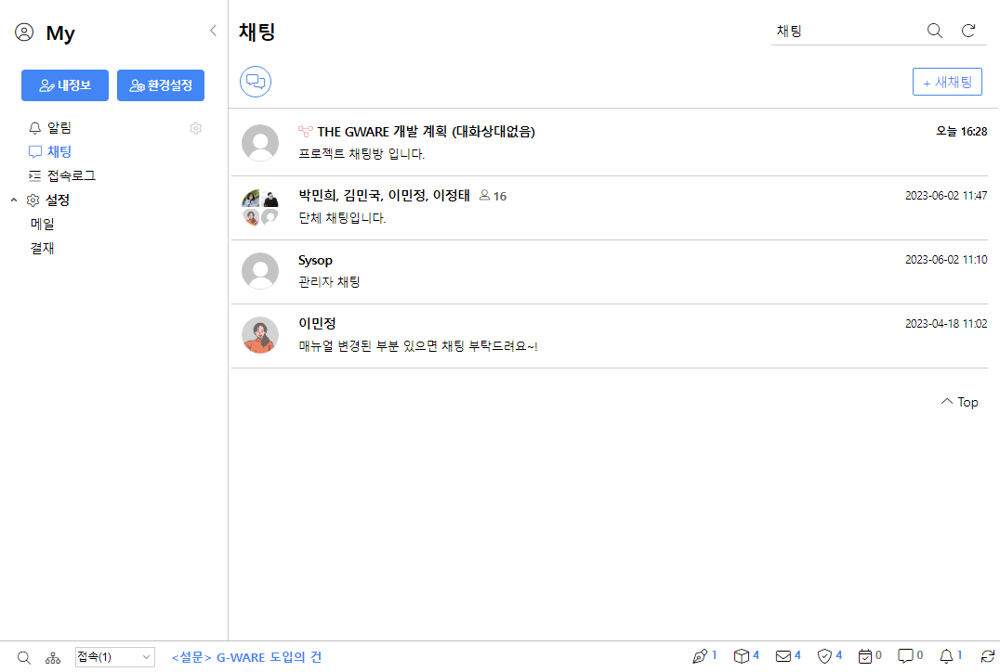 My
내정보
환경설정
알림
채팅
접속로그
설정
메일
결재
채팅
채팅
+ 새채팅
THE GWARE 개발 계획 (대화상대없음)
오늘 16:28
프로젝트 채팅방 입니다.
박민희, 김민국, 이민정, 이정태 16
2023-06-02 11:47
단체 채팅입니다.
Sysop
2023-06-02 11:10
관리자 채팅
이민정
2023-04-18 11:02
매뉴얼 변경된 부분 있으면 채팅 부탁드려요~!
Top
접속(1)
<설문> G-WARE 도입의 건
1 4 4 4 0 0 1